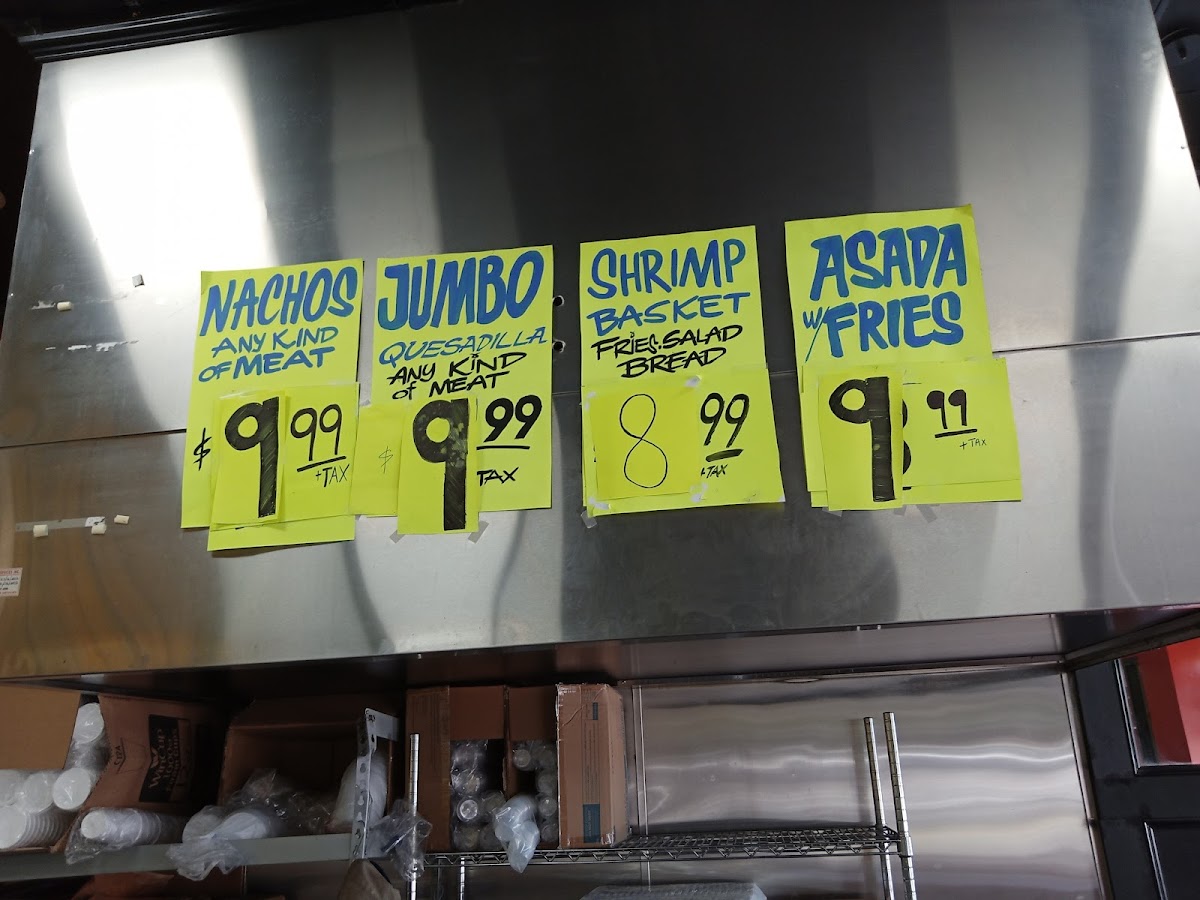 NACHOS
ANY KIND
OF MEAT
$ 9 99
+TAX
JUMBO
QUESADILLA
ANY KIND
of MEAT
$ 9 99
TAX
SHRIMP
BASKET
FRIES. SALAD
BREAD
8 99
+TAX
ASADA
W/ FRIES
9 99
+TAX